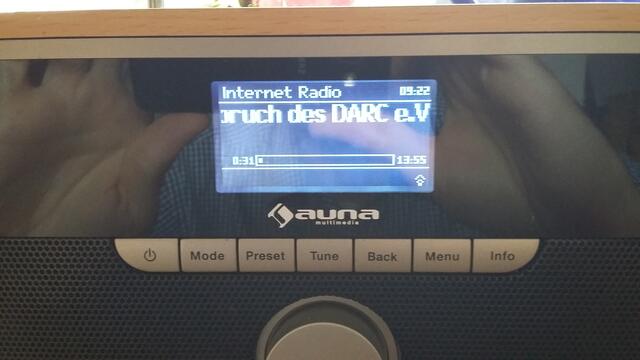 Internet Radio 09:22
pruch des DARC e.V
0:31 13:55
auna
multimedia
Mode Preset Tune Back Menu Info